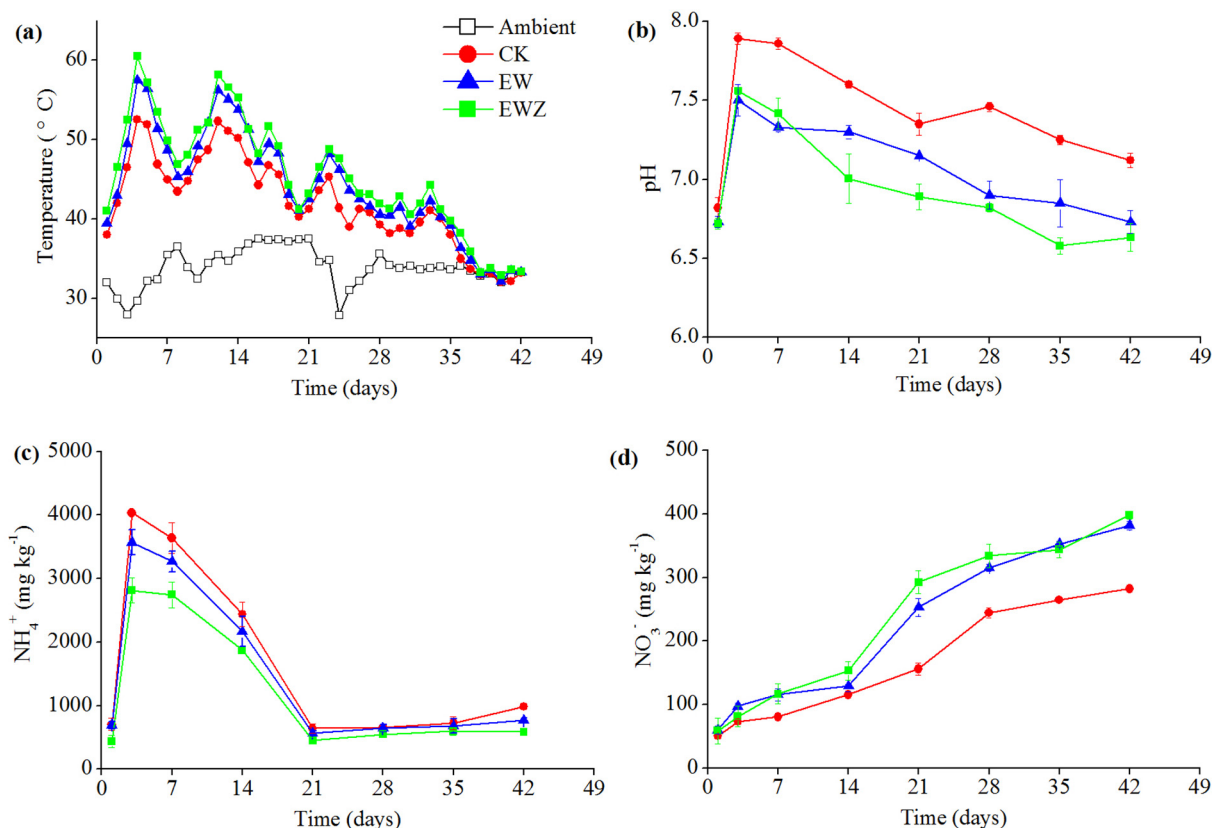 (a)
Ambient
CK
EW
EWZ
Temperature ( ° C)
60
50
40
30
0 7 14 21 28 35 42 49
Time (days)
(b)
pH
8.0
7.5
7.0
6.5
6.0
0 7 14 21 28 35 42 49
Time (days)
(c)
NH₄⁺ (mg kg⁻¹)
5000
4000
3000
2000
1000
0
0 7 14 21 28 35 42 49
Time (days)
(d)
NO₃⁻ (mg kg⁻¹)
500
400
300
200
100
0
0 7 14 21 28 35 42 49
Time (days)